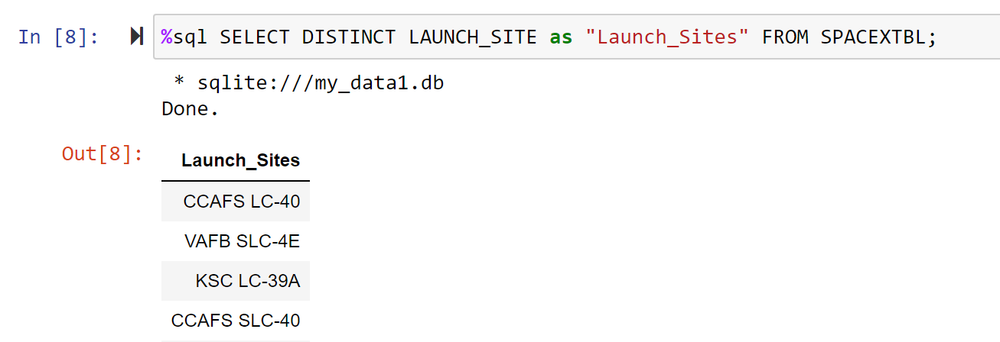 In [8]: %sql SELECT DISTINCT LAUNCH_SITE as "Launch_Sites" FROM SPACEXTBL;
* sqlite:///my_data1.db
Done.
Out[8]:
Launch_Sites
CCAFS LC-40
VAFB SLC-4E
KSC LC-39A
CCAFS SLC-40